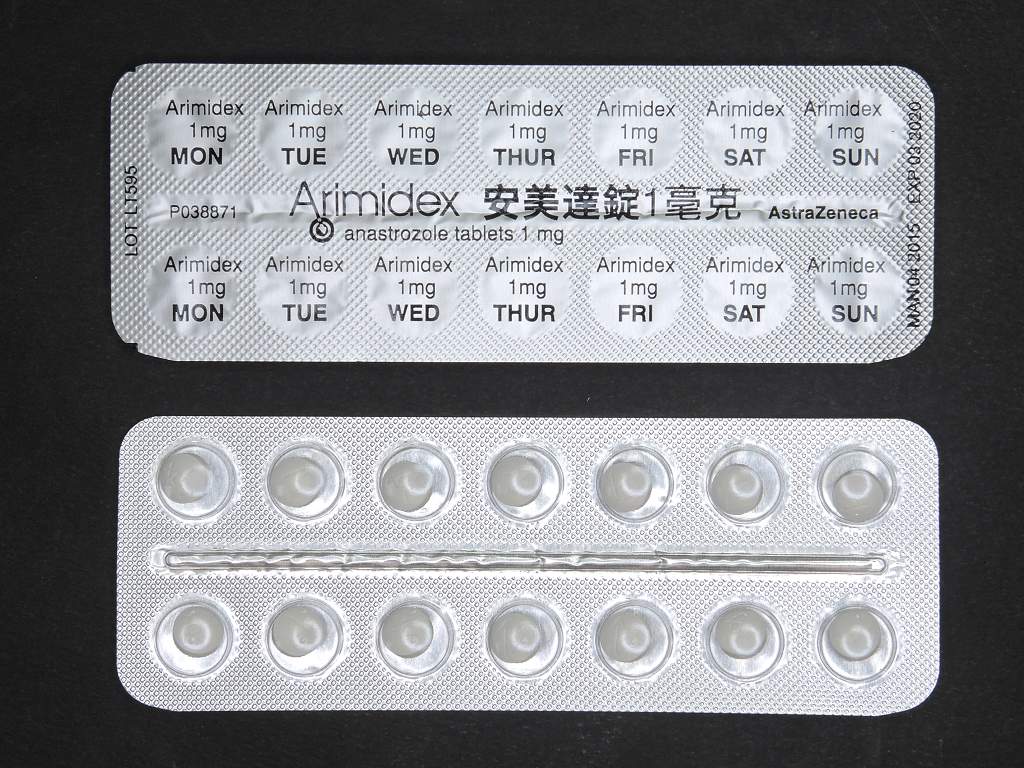 Arimidex Arimidex Arimidex Arimidex Arimidex Arimidex Arimidex
1mg 1mg 1mg 1mg 1mg 1mg 1mg
MON TUE WED THUR FRI SAT SUN
LOT LT595
P038871 Arimidex 安美達錠1毫克 AstraZeneca
anastrozole tablets 1 mg
MAN04 2015 EXP 03 2020
Arimidex Arimidex Arimidex Arimidex Arimidex Arimidex Arimidex
1mg 1mg 1mg 1mg 1mg 1mg 1mg
MON TUE WED THUR FRI SAT SUN